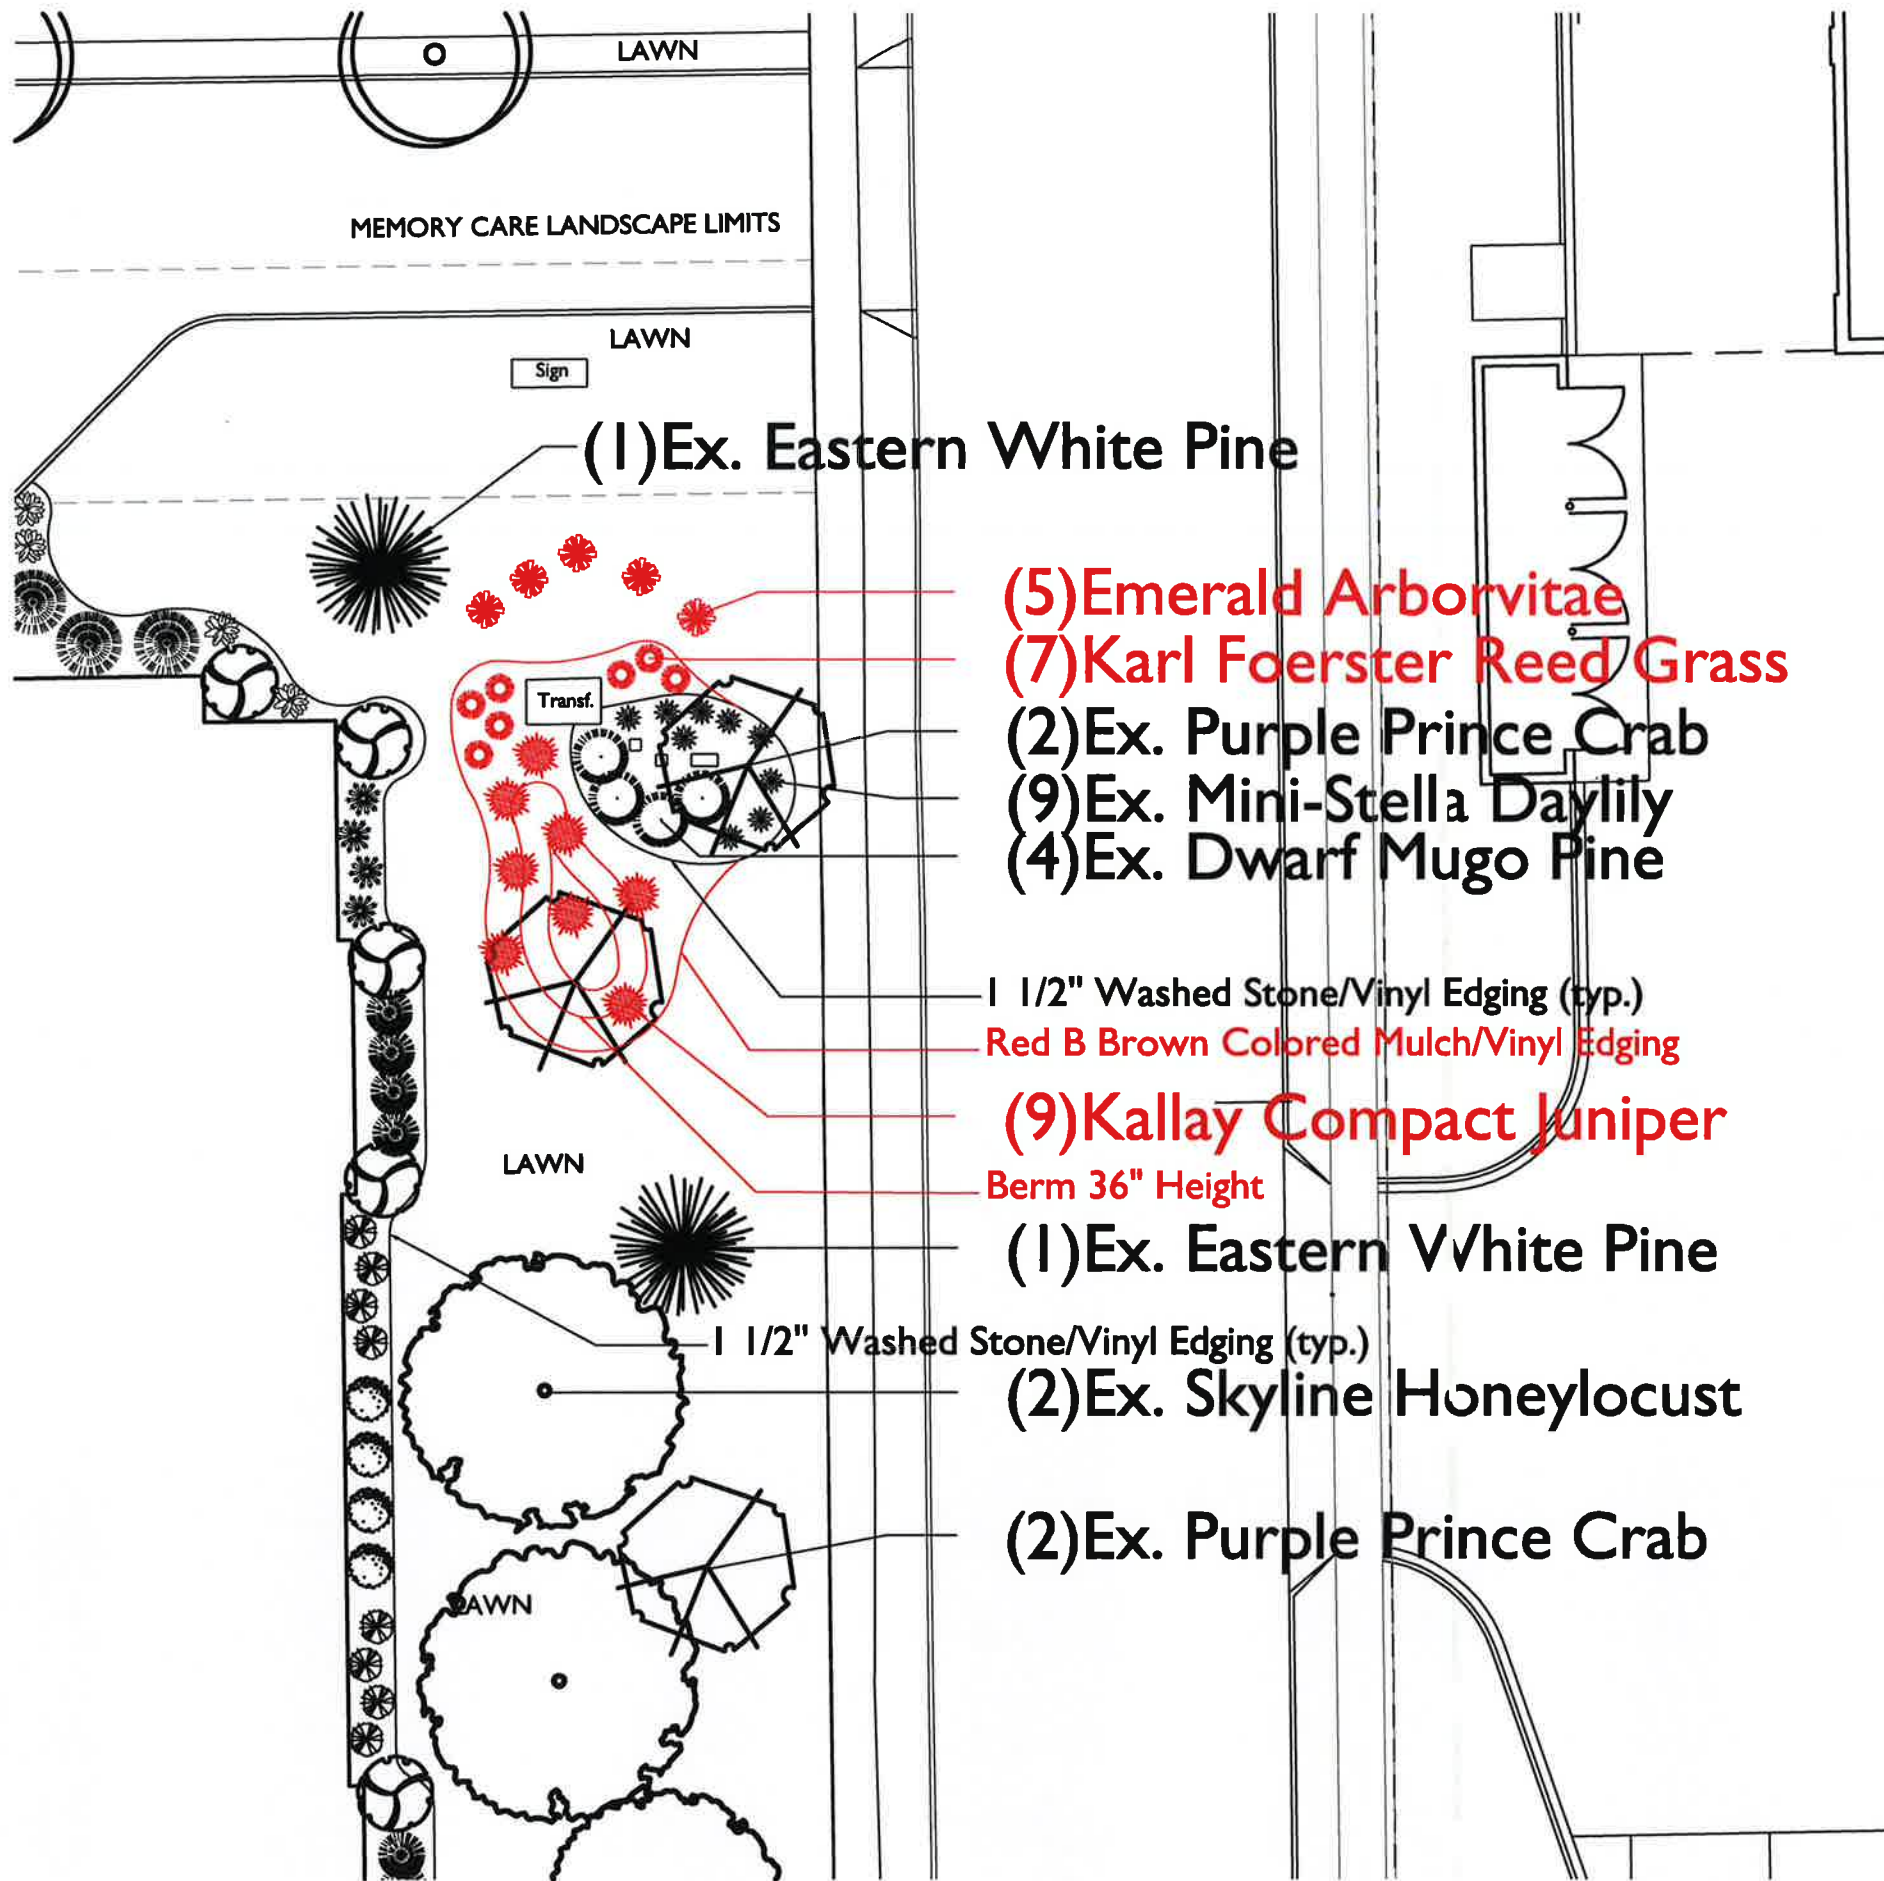 LAWN
MEMORY CARE LANDSCAPE LIMITS
LAWN
Sign
(1)Ex. Eastern White Pine
(5)Emerald Arborvitae
(7)Karl Foerster Reed Grass
Transf.
(2)Ex. Purple Prince Crab
(9)Ex. Mini-Stella Daylily
(4)Ex. Dwarf Mugo Pine
1 1/2" Washed Stone/Vinyl Edging (typ.)
Red B Brown Colored Mulch/Vinyl Edging
(9)Kallay Compact Juniper
LAWN
Berm 36" Height
(1)Ex. Eastern White Pine
1 1/2" Washed Stone/Vinyl Edging (typ.)
(2)Ex. Skyline Honeylocust
(2)Ex. Purple Prince Crab
LAWN